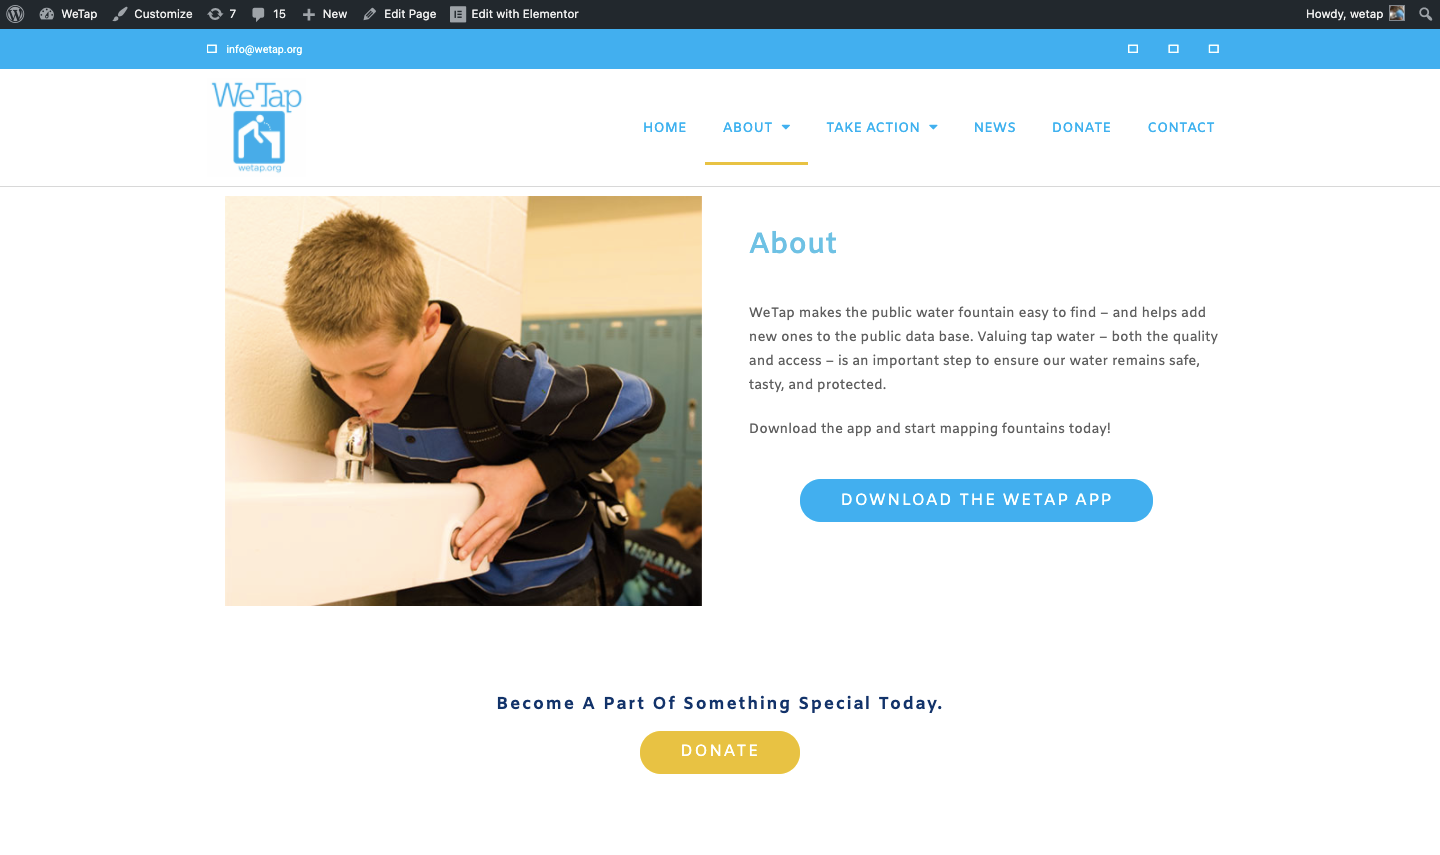 WeTap
Customize
7
15
New
Edit Page
Edit with Elementor
Howdy, wetap
info@wetap.org
WeTap
wetap.org
HOME
ABOUT
TAKE ACTION
NEWS
DONATE
CONTACT
About
WeTap makes the public water fountain easy to find – and helps add
new ones to the public data base. Valuing tap water – both the quality
and access – is an important step to ensure our water remains safe,
tasty, and protected.
Download the app and start mapping fountains today!
DOWNLOAD THE WETAP APP
Become A Part Of Something Special Today.
DONATE